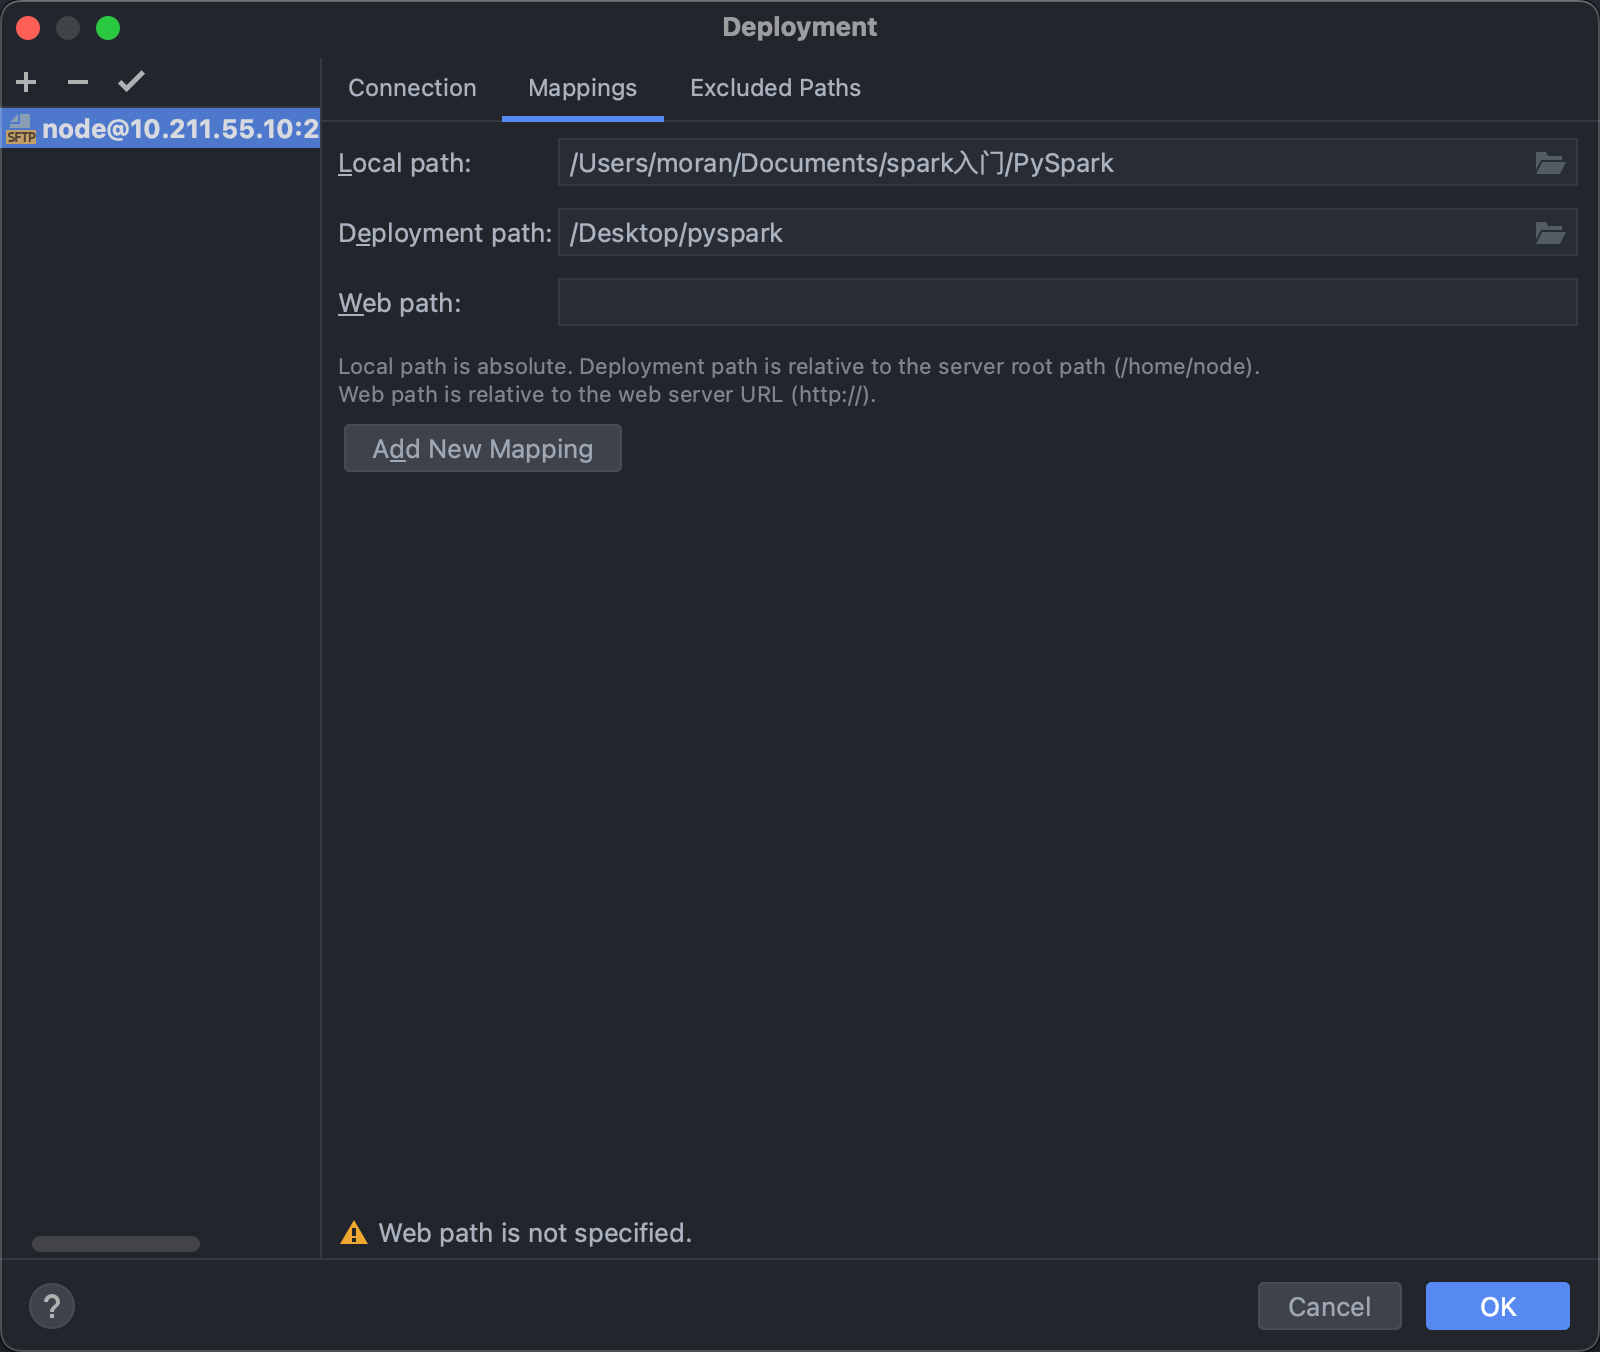 Deployment
Connection Mappings Excluded Paths
SFTP node@10.211.55.10:2
Local path: /Users/moran/Documents/spark入门/PySpark
Deployment path: /Desktop/pyspark
Web path:
Local path is absolute. Deployment path is relative to the server root path (/home/node).
Web path is relative to the web server URL (http://).
Add New Mapping
Web path is not specified.
? Cancel OK